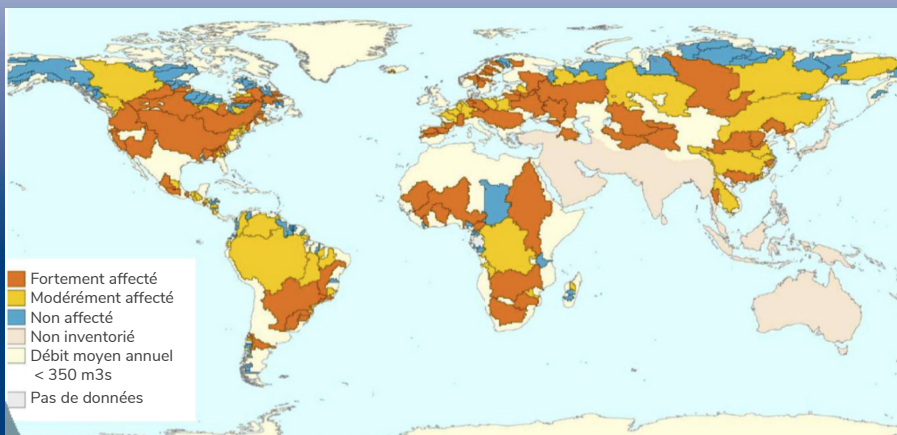 Fortement affecté
Modérément affecté
Non affecté
Non inventorié
Débit moyen annuel
< 350 m3s
Pas de données